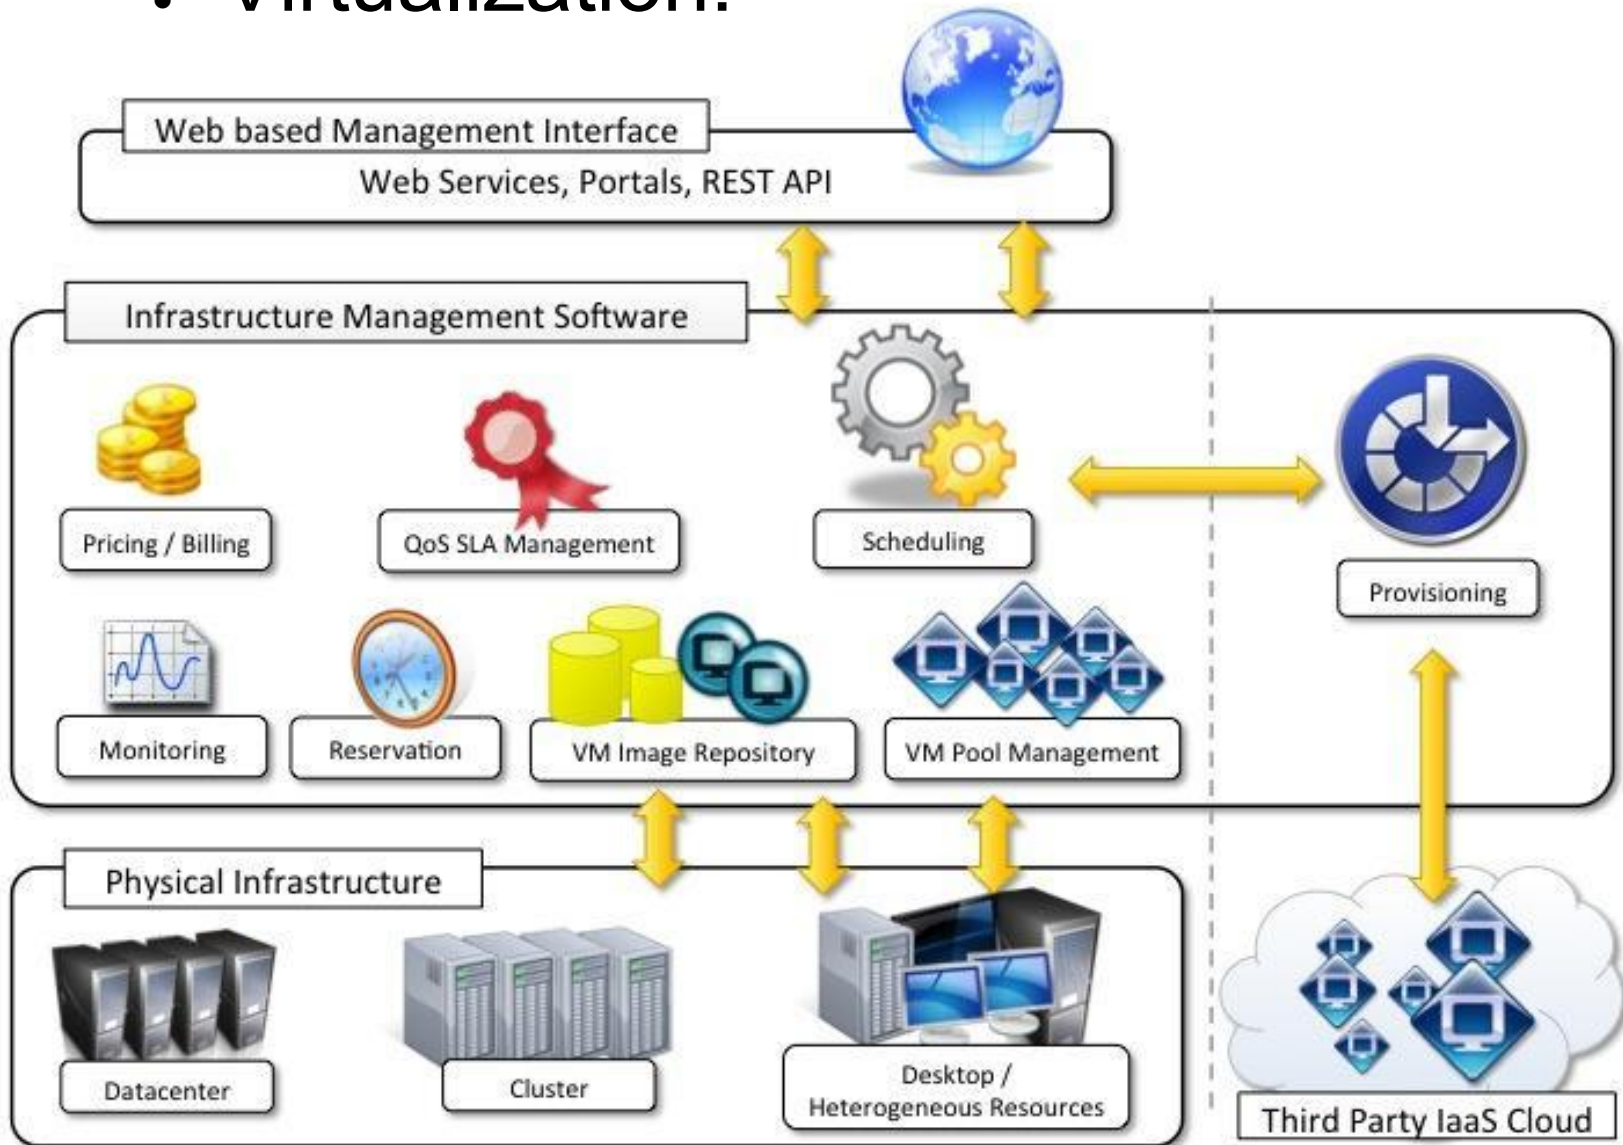 • Virtualization:
Web based Management Interface
Web Services, Portals, REST API
Infrastructure Management Software
Pricing / Billing
QoS SLA Management
Scheduling
Provisioning
Monitoring
Reservation
VM Image Repository
VM Pool Management
Physical Infrastructure
Datacenter
Cluster
Desktop /
Heterogeneous Resources
Third Party IaaS Cloud